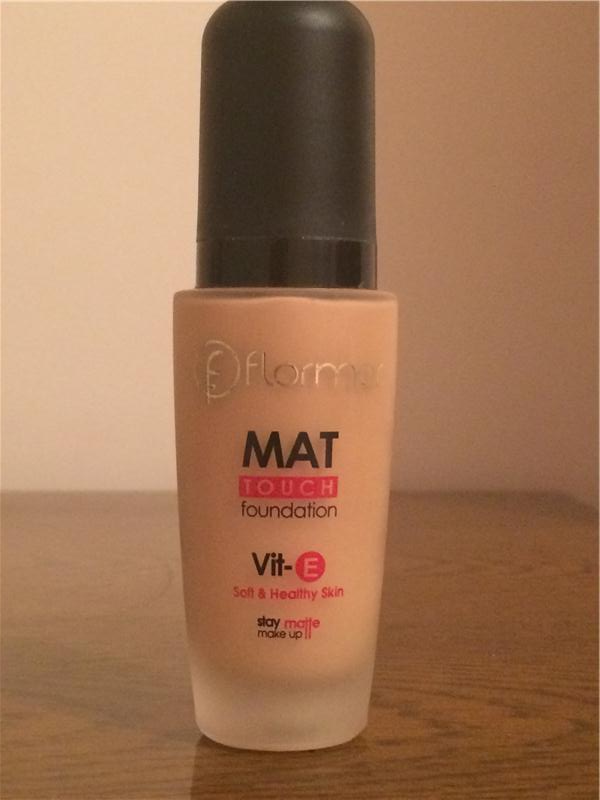 flormar
MAT
TOUCH
foundation
Vit-E
Soft & Healthy Skin
stay matte
make up